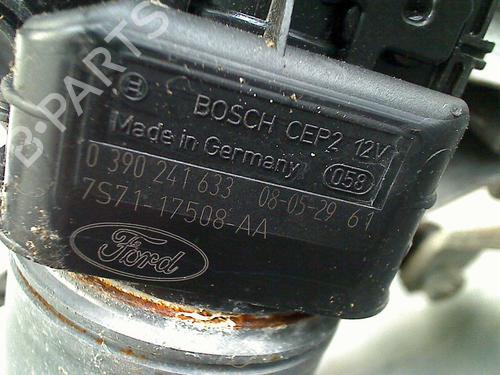 B-PARTS
BOSCH CEP2 12V
Made in Germany 058
0 390 241 633 08-05-29 61
7S71-17508-AA
Ford